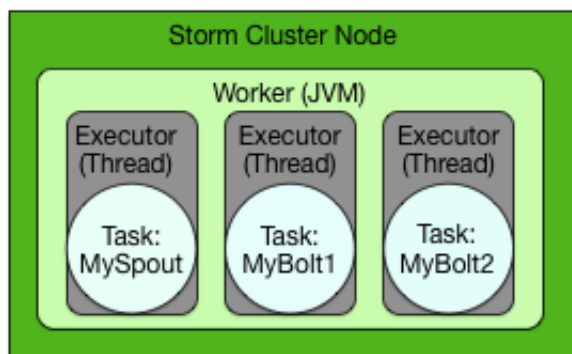 Storm Cluster Node
Worker (JVM)
Executor
(Thread)
Task:
MySpout
Executor
(Thread)
Task:
MyBolt1
Executor
(Thread)
Task:
MyBolt2